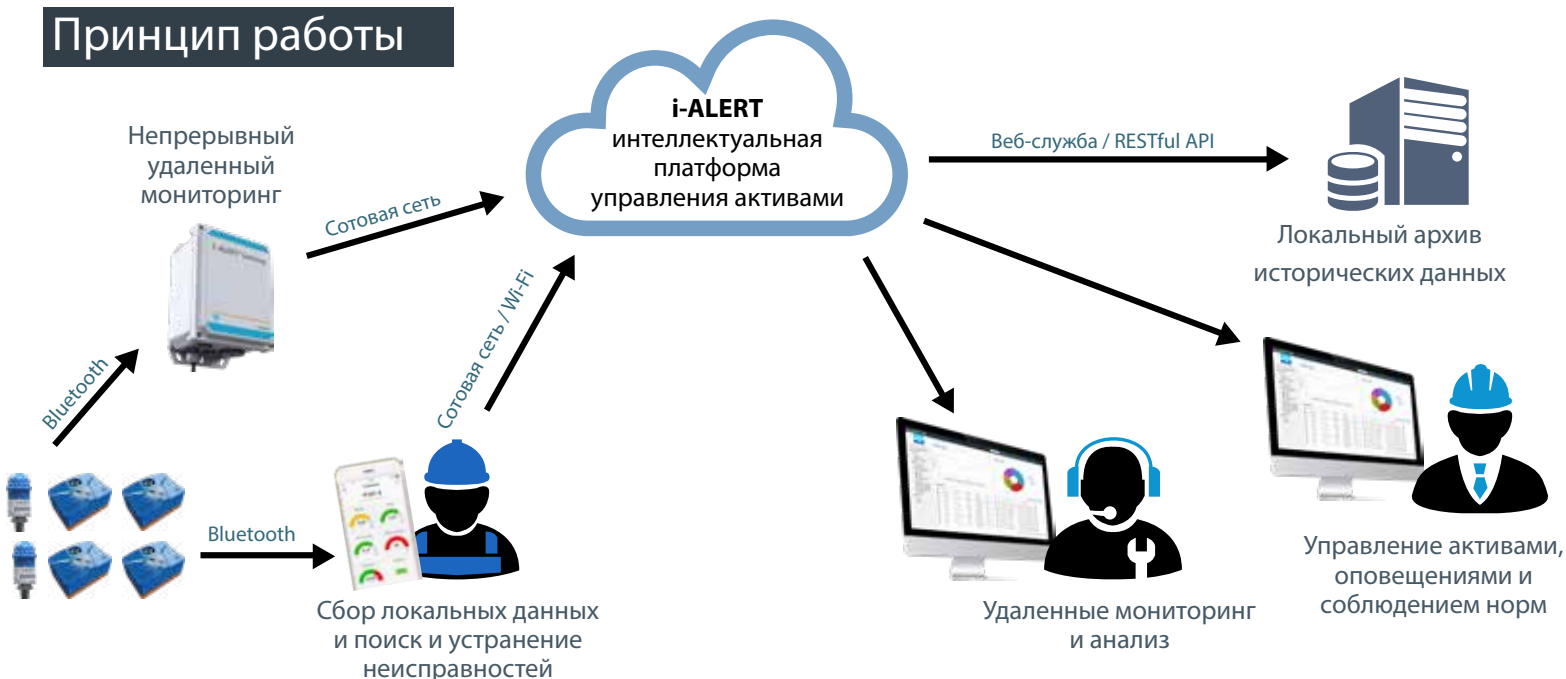 Принцип работы
Непрерывный
удаленный
мониторинг
Сотовая сеть
i-ALERT
интеллектуальная
платформа
управления активами
Веб-служба / RESTful API
Локальный архив
исторических данных
Bluetooth
Сотовая сеть / Wi-Fi
Bluetooth
Сбор локальных данных
и поиск и устранение
неисправностей
Удаленные мониторинг
и анализ
Управление активами,
оповещениями и
соблюдением норм